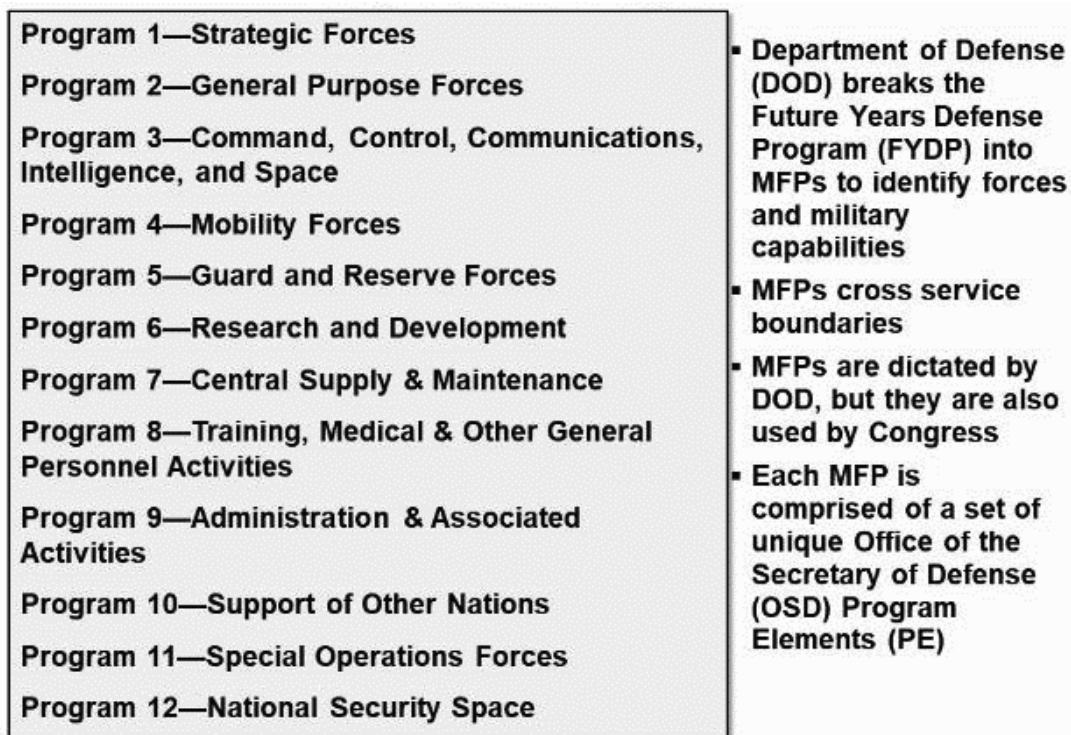 Program 1—Strategic Forces
Program 2—General Purpose Forces
Program 3—Command, Control, Communications,
Intelligence, and Space
Program 4—Mobility Forces
Program 5—Guard and Reserve Forces
Program 6—Research and Development
Program 7—Central Supply & Maintenance
Program 8—Training, Medical & Other General
Personnel Activities
Program 9—Administration & Associated
Activities
Program 10—Support of Other Nations
Program 11—Special Operations Forces
Program 12—National Security Space
▪ Department of Defense
(DOD) breaks the
Future Years Defense
Program (FYDP) into
MFPs to identify forces
and military
capabilities
▪ MFPs cross service
boundaries
▪ MFPs are dictated by
DOD, but they are also
used by Congress
▪ Each MFP is
comprised of a set of
unique Office of the
Secretary of Defense
(OSD) Program
Elements (PE)